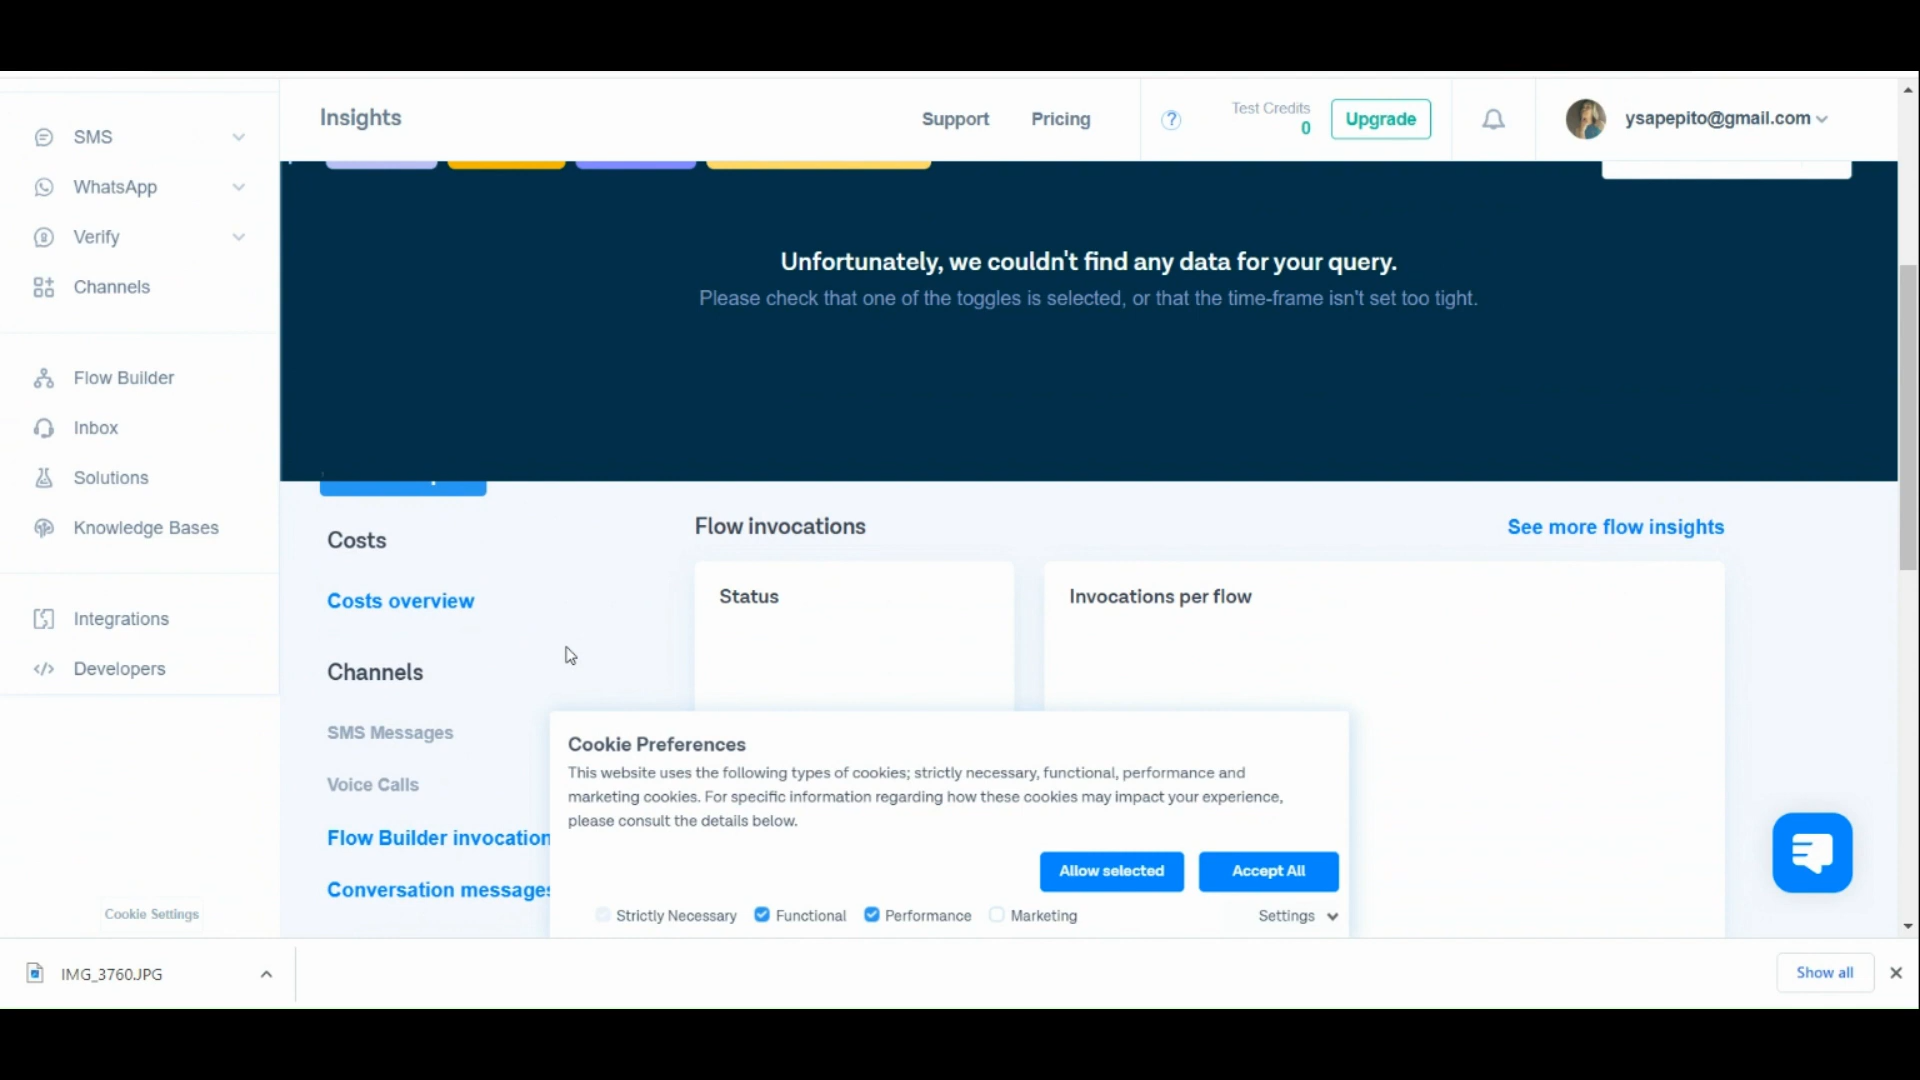 Insights
Support
Pricing
?
Test Credits
0
Upgrade
ysapepito@gmail.com
SMS
WhatsApp
Verify
Channels
Flow Builder
Inbox
Solutions
Knowledge Bases
Integrations
Developers
Cookie Settings
Unfortunately, we couldn't find any data for your query.
Please check that one of the toggles is selected, or that the time-frame isn't set too tight.
Costs
Costs overview
Channels
SMS Messages
Voice Calls
Flow Builder invocation
Conversation messages
Flow invocations
See more flow insights
Status
Invocations per flow
Cookie Preferences
This website uses the following types of cookies; strictly necessary, functional, performance and
marketing cookies. For specific information regarding how these cookies may impact your experience,
please consult the details below.
Allow selected
Accept All
Strictly Necessary
Functional
Performance
Marketing
Settings
IMG_3760.JPG
Show all